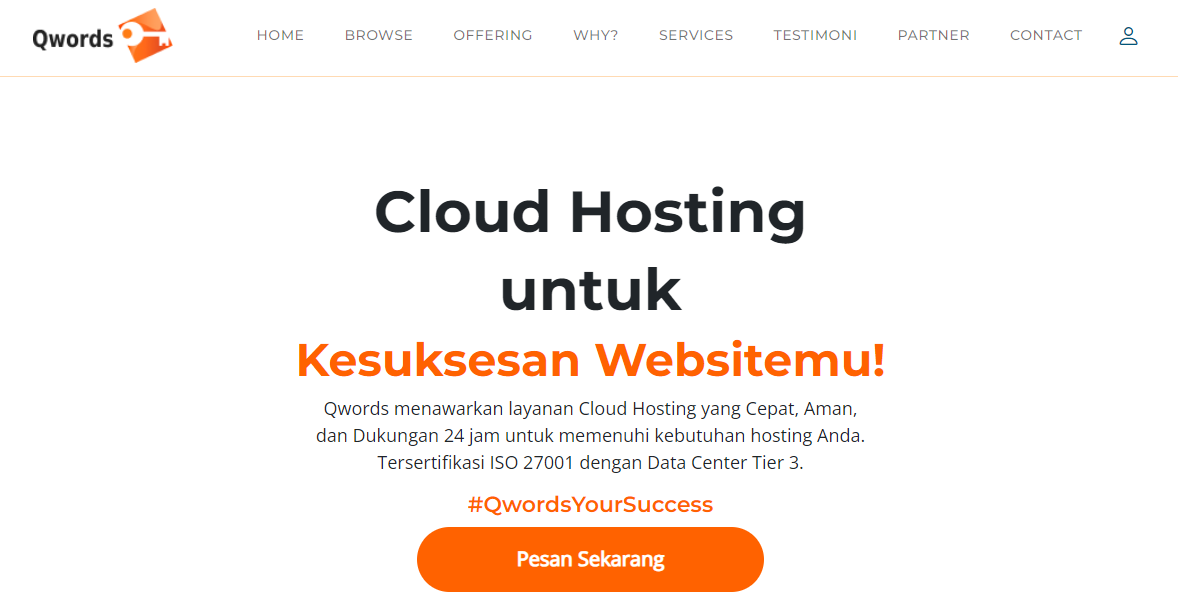 Qwords
HOME BROWSE OFFERING WHY? SERVICES TESTIMONI PARTNER CONTACT
Cloud Hosting
untuk
Kesuksesan Websitemu!
Qwords menawarkan layanan Cloud Hosting yang Cepat, Aman,
dan Dukungan 24 jam untuk memenuhi kebutuhan hosting Anda.
Tersertifikasi ISO 27001 dengan Data Center Tier 3.
#QwordsYourSuccess
Pesan Sekarang